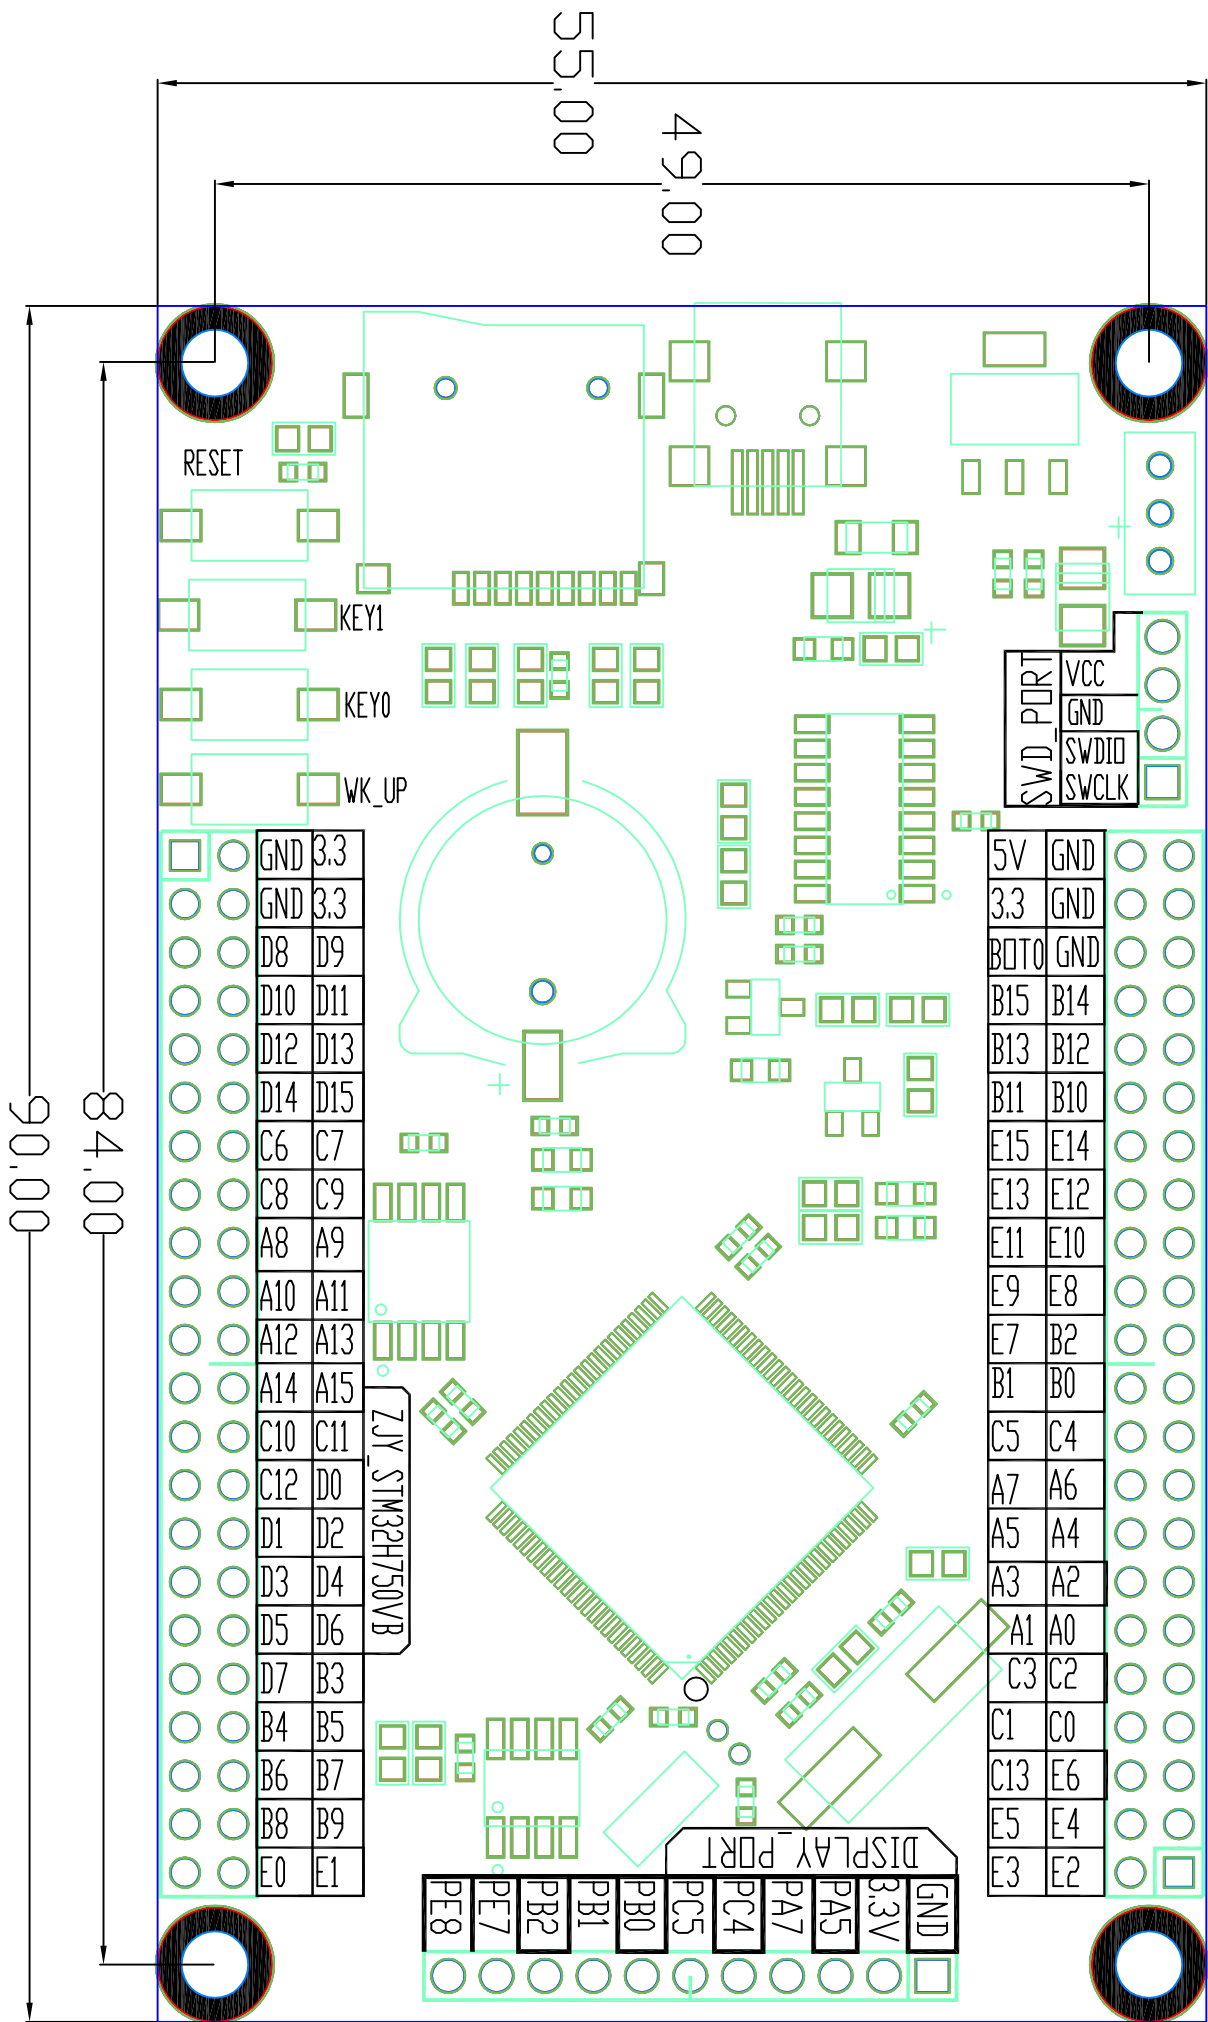 55.00
49.00
RESET
KEY1
KEY0
WK_UP
SWD_PORT
VCC
GND
SWDIO
SWCLK
90.00
84.00
GND 3.3
GND 3.3
D8 D9
D10 D11
D12 D13
D14 D15
C6 C7
C8 C9
A8 A9
A10 A11
A12 A13
A14 A15
C10 C11
C12 D0
D1 D2
D3 D4
D5 D6
D7 B3
B4 B5
B6 B7
B8 B9
E0 E1
ZJY_STM32H750VB
5V GND
3.3 GND
BOT0 GND
B15 B14
B13 B12
B11 B10
E15 E14
E13 E12
E11 E10
E9 E8
E7 B2
B1 B0
C5 C4
A7 A6
A5 A4
A3 A2
A1 A0
C3 C2
C1 C0
C13 E6
E5 E4
E3 E2
DISPLAY_PORT
PE8
PE7
PB2
PB1
PB0
PC5
PC4
PA7
PA5
3.3V
GND